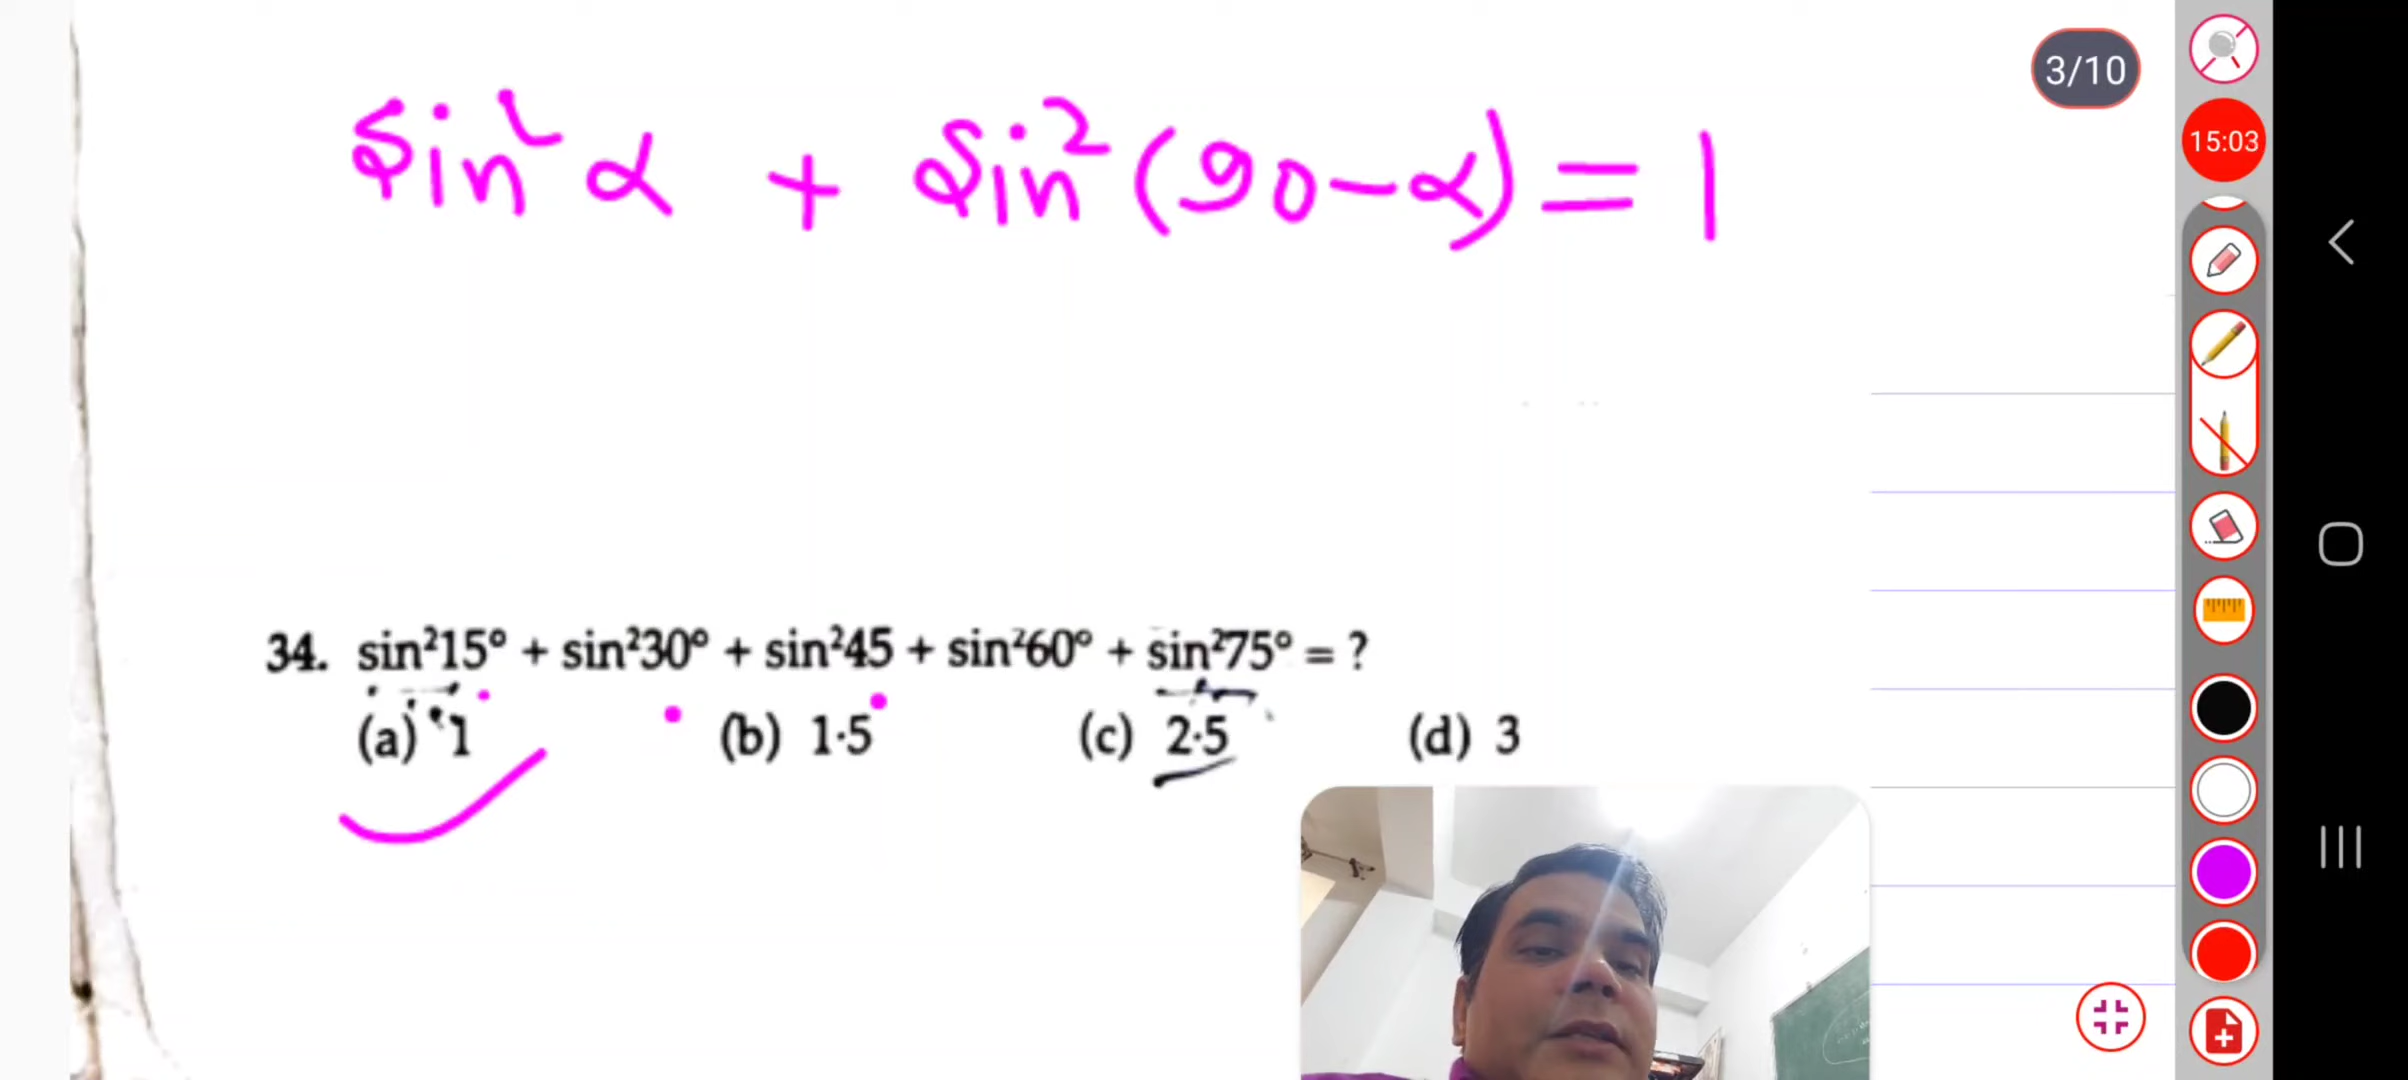 3/10
sin² α + sin² (90-α) = 1
15:03
34. sin²15° + sin²30° + sin²45 + sin²60° + sin²75° = ?
(a) 1 (b) 1·5 (c) 2·5 (d) 3